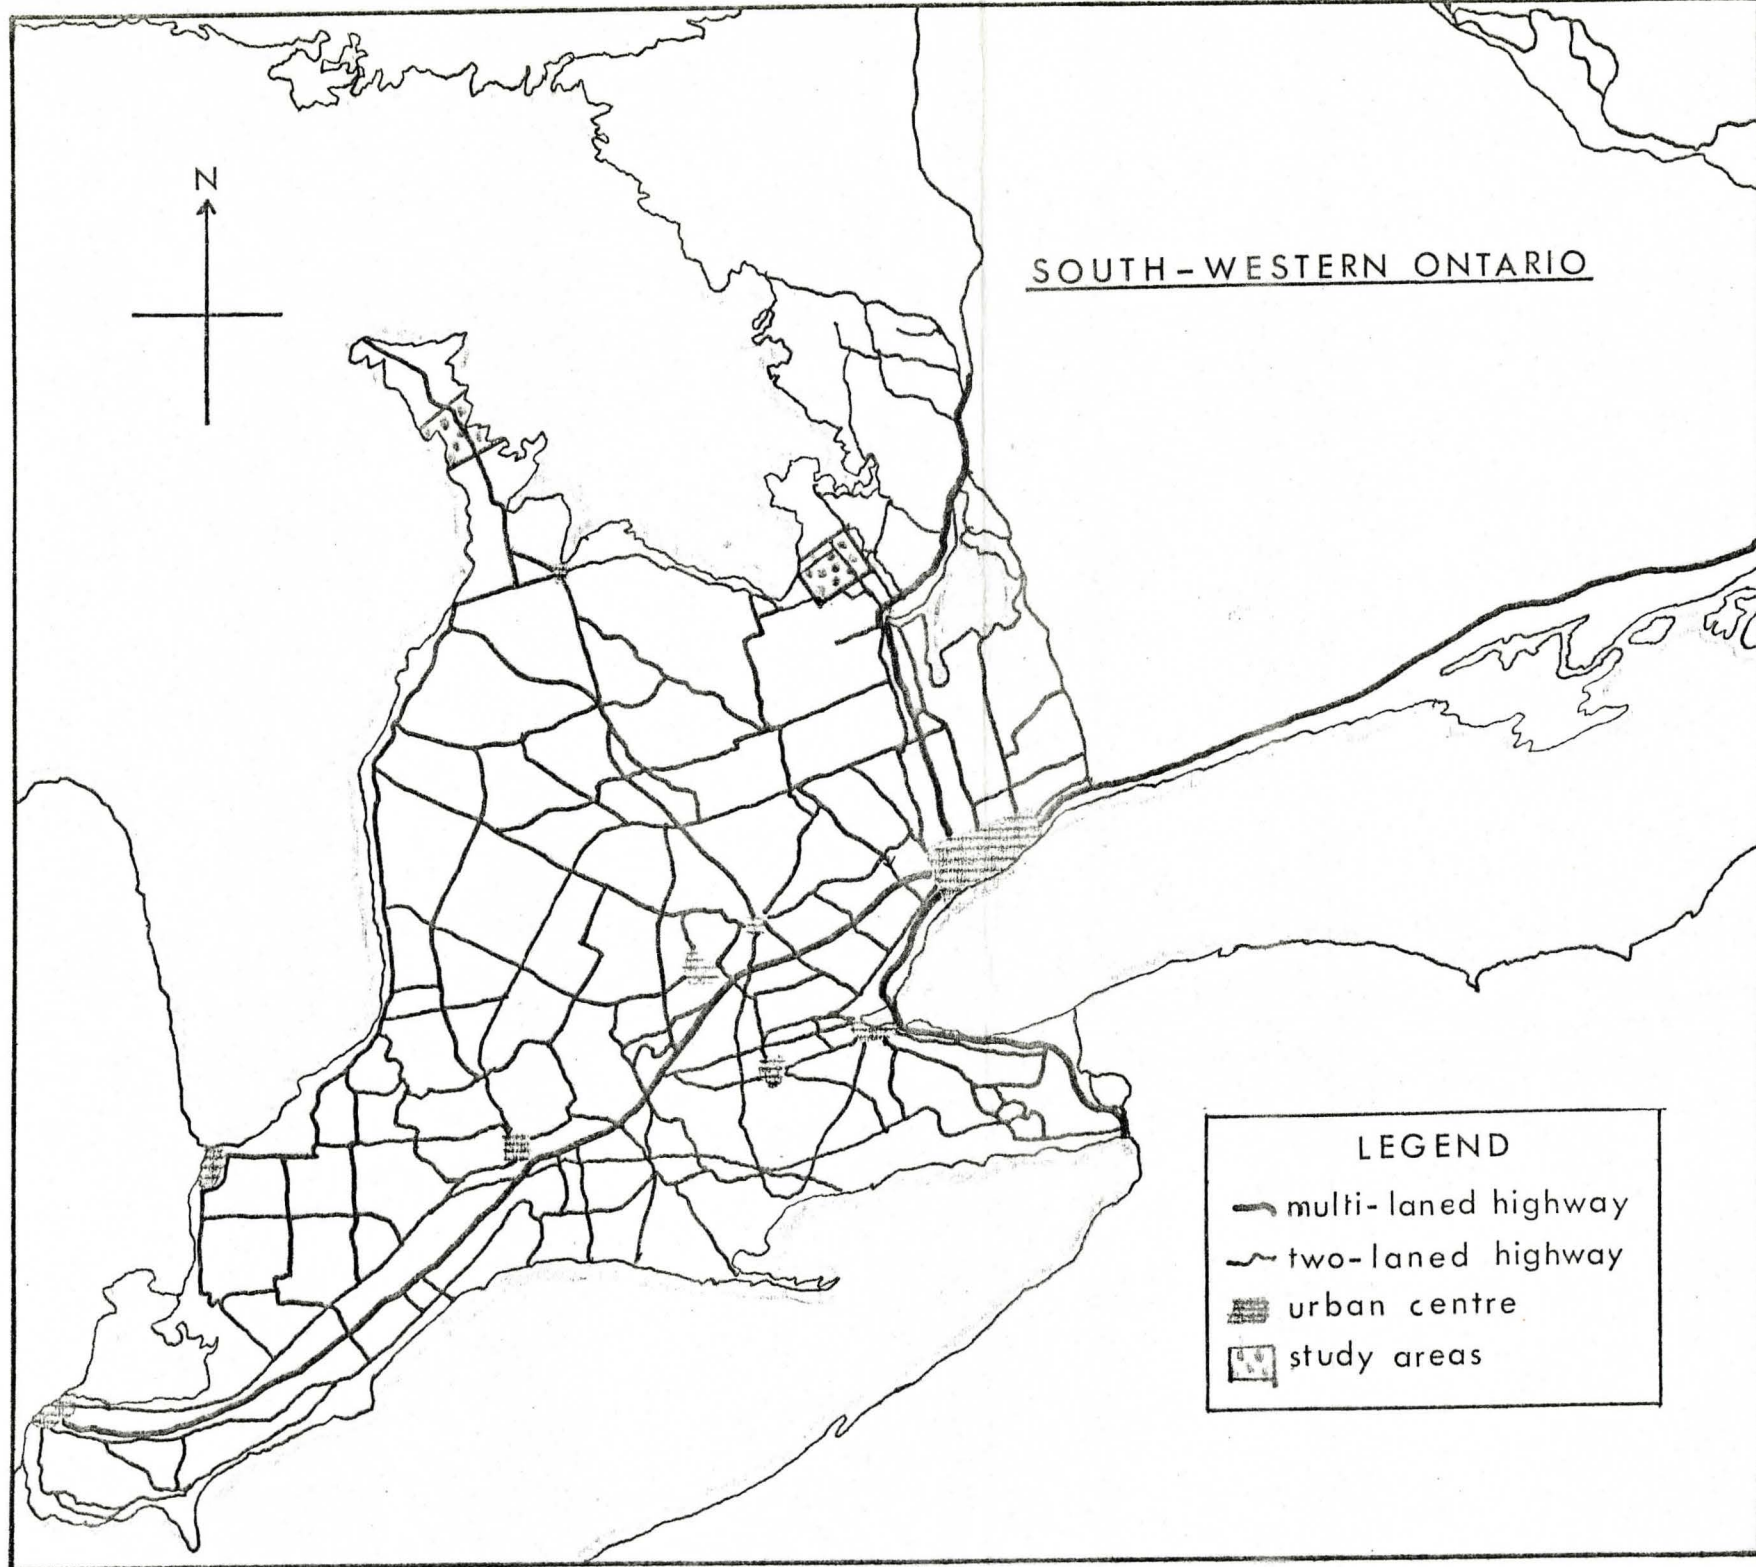 N
SOUTH-WESTERN ONTARIO
LEGEND
multi-laned highway
two-laned highway
urban centre
study areas